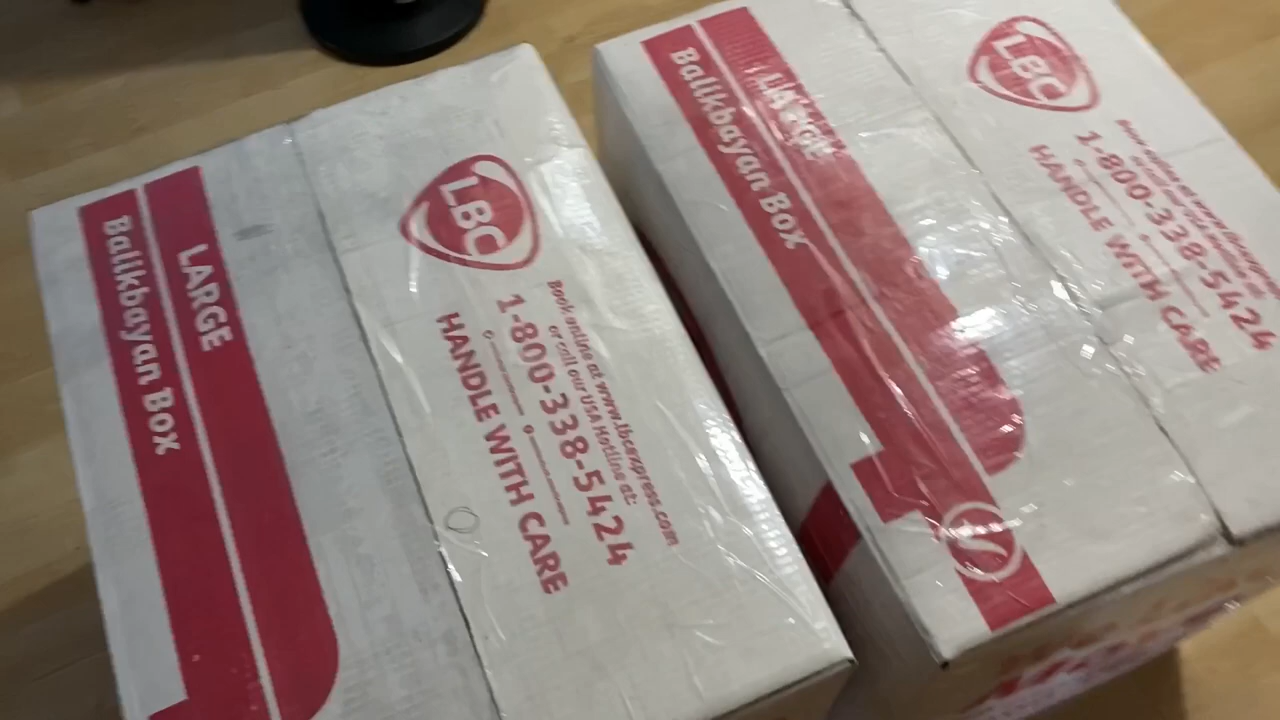 LARGE
Balikbayan Box
LBC
Book online at www.lbcexpress.com
or call our USA Hotline at:
1-800-338-5424
HANDLE WITH CARE
LARGE
Balikbayan Box
LBC
1-800-338-5424
HANDLE WITH CARE